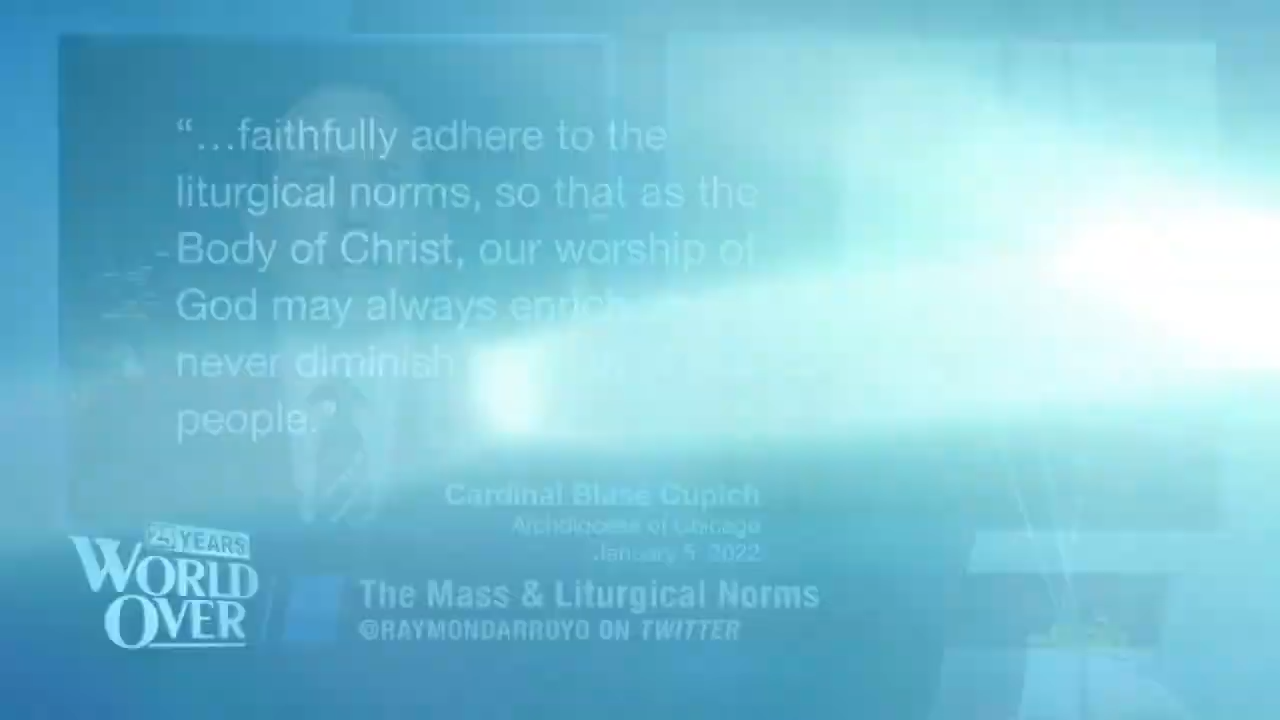 “…faithfully adhere to the
liturgical norms, so that as the
Body of Christ, our worship of
God may always enrich
never diminish
people.
Cardinal Blase Cupich
Archdiocese of Chicago
January 5, 2022
25 YEARS
WORLD
OVER
The Mass & Liturgical Norms
@RAYMONDARROYO ON TWITTER